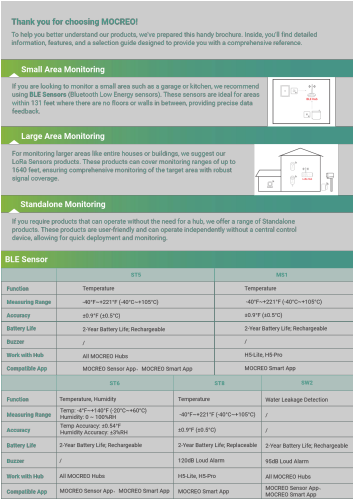 Thank you for choosing MOCREO!
To help you better understand our products, we've prepared this handy brochure. Inside, you'll find detailed
information, features, and a selection guide designed to provide you with a comprehensive reference.
Small Area Monitoring
If you are looking to monitor a small area such as a garage or kitchen, we recommend
using BLE Sensors (Bluetooth Low Energy sensors). These sensors are ideal for areas
within 131 feet where there are no floors or walls in between, providing precise data
feedback.
Large Area Monitoring
For monitoring larger areas like entire houses or buildings, we suggest our
LoRa Sensors products. These products can cover monitoring ranges of up to
1640 feet, ensuring comprehensive monitoring of the target area with robust
signal coverage.
Standalone Monitoring
If you require products that can operate without the need for a hub, we offer a range of Standalone
products. These products are user-friendly and can operate independently without a central control
device, allowing for quick deployment and monitoring.
BLE Sensor
ST5 MS1
Function Temperature Temperature
Measuring Range -40°F~+221°F (-40°C~+105°C) -40°F~+221°F (-40°C~+105°C)
Accuracy ±0.9°F (±0.5°C) ±0.9°F (±0.5°C)
Battery Life 2-Year Battery Life; Rechargeable 2-Year Battery Life; Rechargeable
Buzzer / /
Work with Hub All MOCREO Hubs H5-Lite, H5-Pro
Compatible App MOCREO Sensor App、MOCREO Smart App MOCREO Smart App
ST6 ST8 SW2
Function Temperature, Humidity Temperature Water Leakage Detection
Measuring Range Temp: -4°F~+140°F (-20°C~+60°C) -40°F~+221°F (-40°C~+105°C) /
Humidity: 0 ~ 100%RH
Accuracy Temp Accuracy: ±0.54°F ±0.9°F (±0.5°C) /
Humidity Accuracy: ±3%RH
Battery Life 2-Year Battery Life; Rechargeable 2-Year Battery Life; Replaceable 2-Year Battery Life; Rechargeable
Buzzer / 120dB Loud Alarm 95dB Loud Alarm
Work with Hub All MOCREO Hubs H5-Lite, H5-Pro All MOCREO Hubs
Compatible App MOCREO Sensor App、MOCREO Smart App MOCREO Smart App MOCREO Sensor App、
MOCREO Smart App